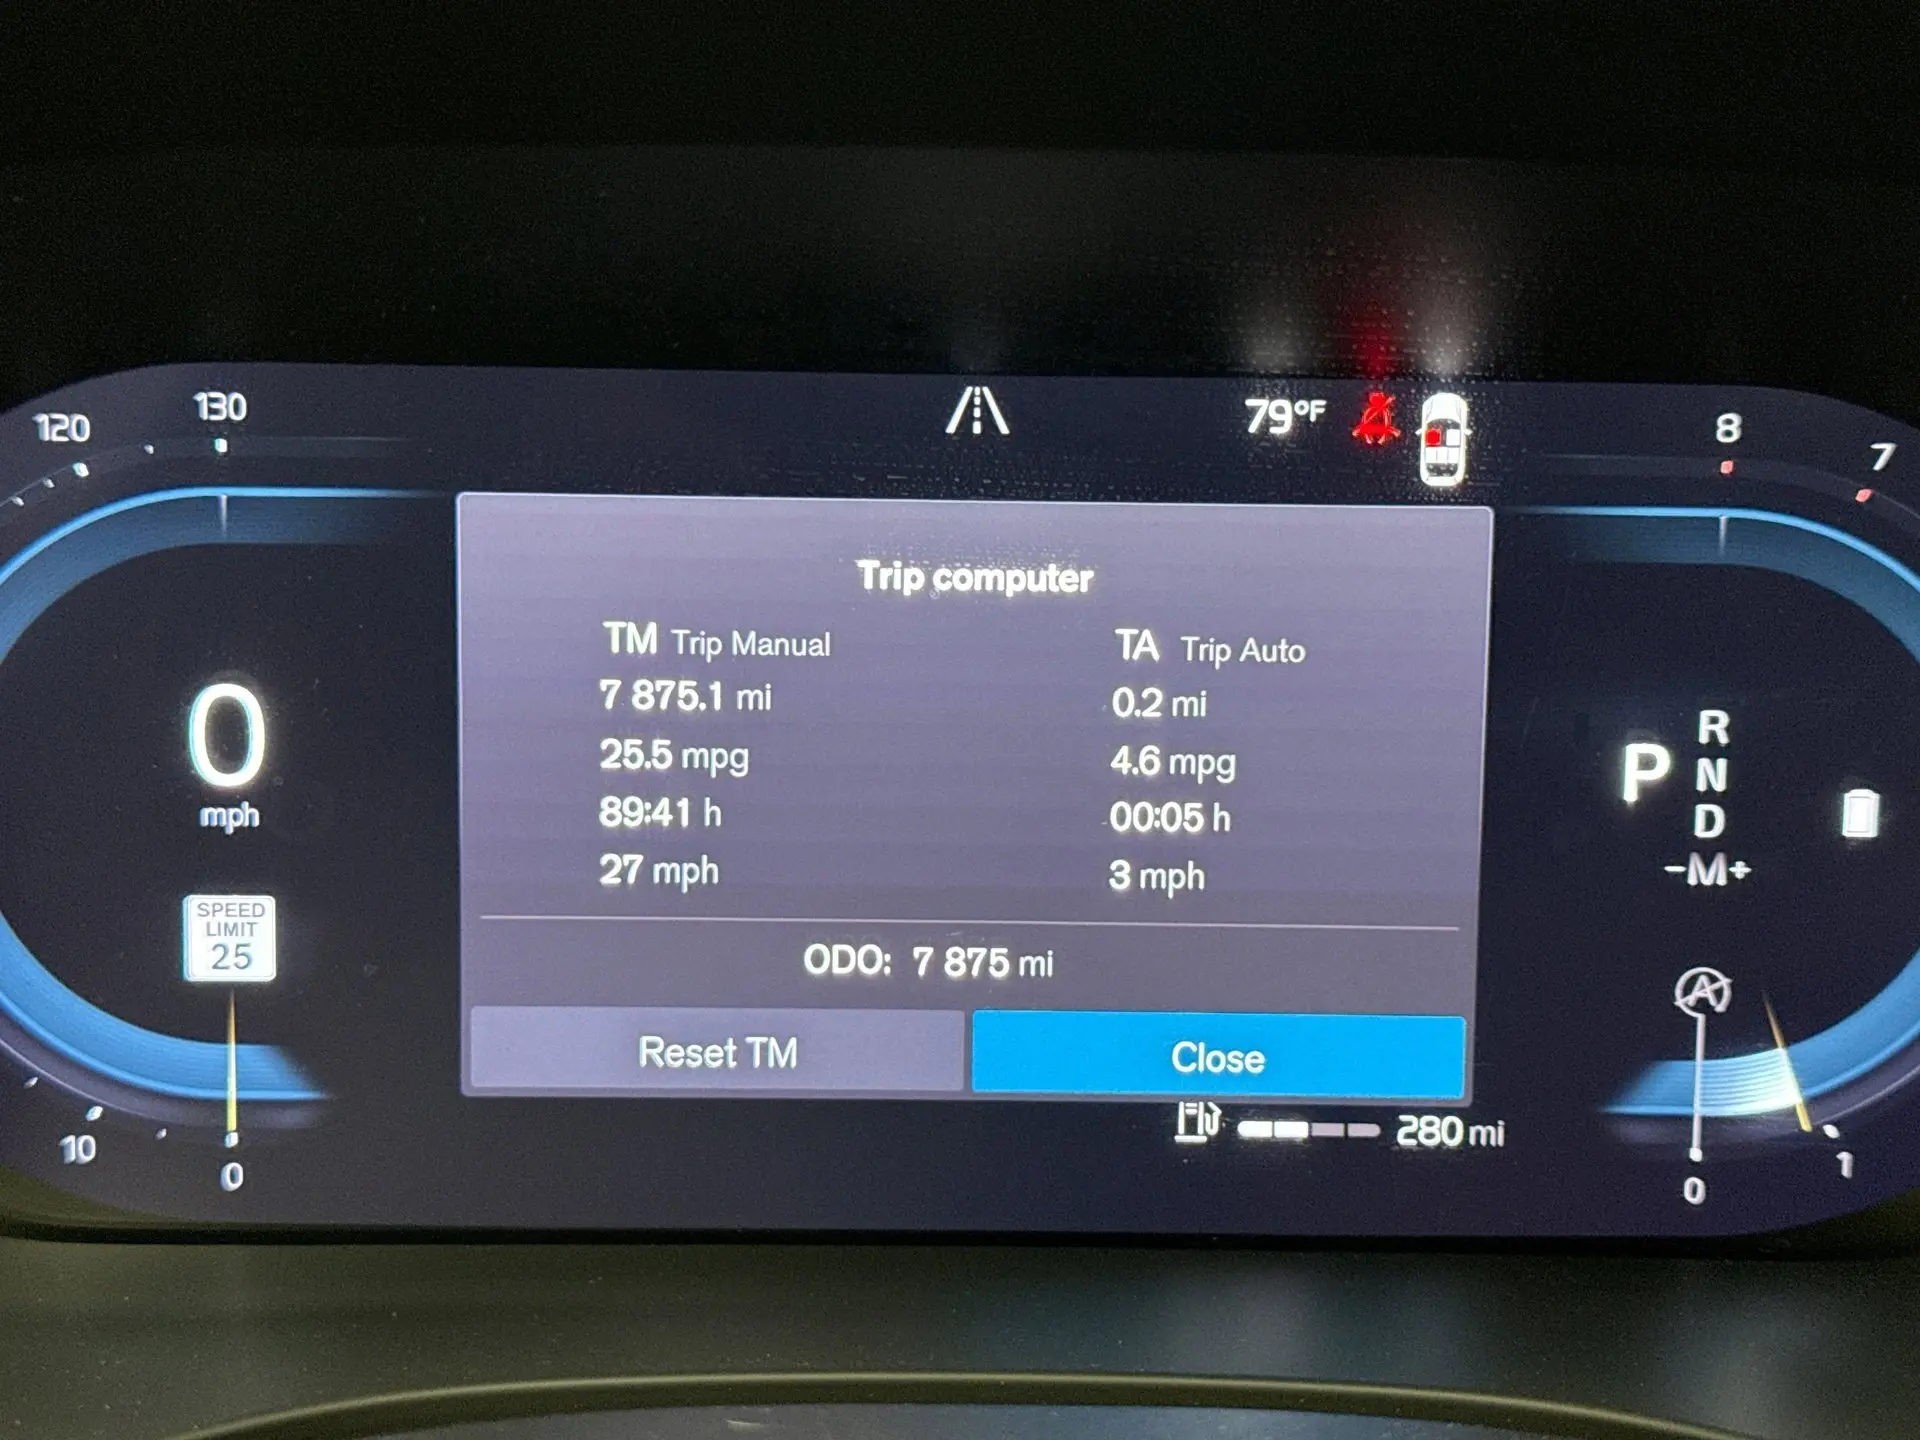 120
130
79°F
8
7
Trip computer
TM Trip Manual
TA Trip Auto
7 875.1 mi
0.2 mi
25.5 mpg
4.6 mpg
89:41 h
00:05 h
27 mph
3 mph
0
mph
P
R
N
D
-M+
SPEED
LIMIT
25
ODO: 7 875 mi
A
Reset TM
Close
280 mi
10
0
0
1